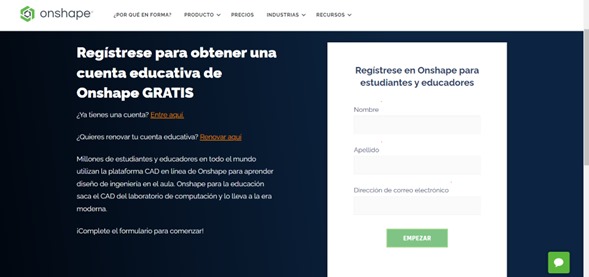 onshape
¿POR QUÉ EN FORMA? PRODUCTO PRECIOS INDUSTRIAS RECURSOS
Regístrese para obtener una
cuenta educativa de
Onshape GRATIS
¿Ya tienes una cuenta? Entre aquí.
¿Quieres renovar tu cuenta educativa? Renovar aquí
Millones de estudiantes y educadores en todo el mundo
utilizan la plataforma CAD en línea de Onshape para aprender
diseño de ingeniería en el aula. Onshape para la educación
saca el CAD del laboratorio de computación y lo lleva a la era
moderna.
¡Complete el formulario para comenzar!
Regístrese en Onshape para
estudiantes y educadores
Nombre *
Apellido *
Dirección de correo electrónico *
EMPEZAR